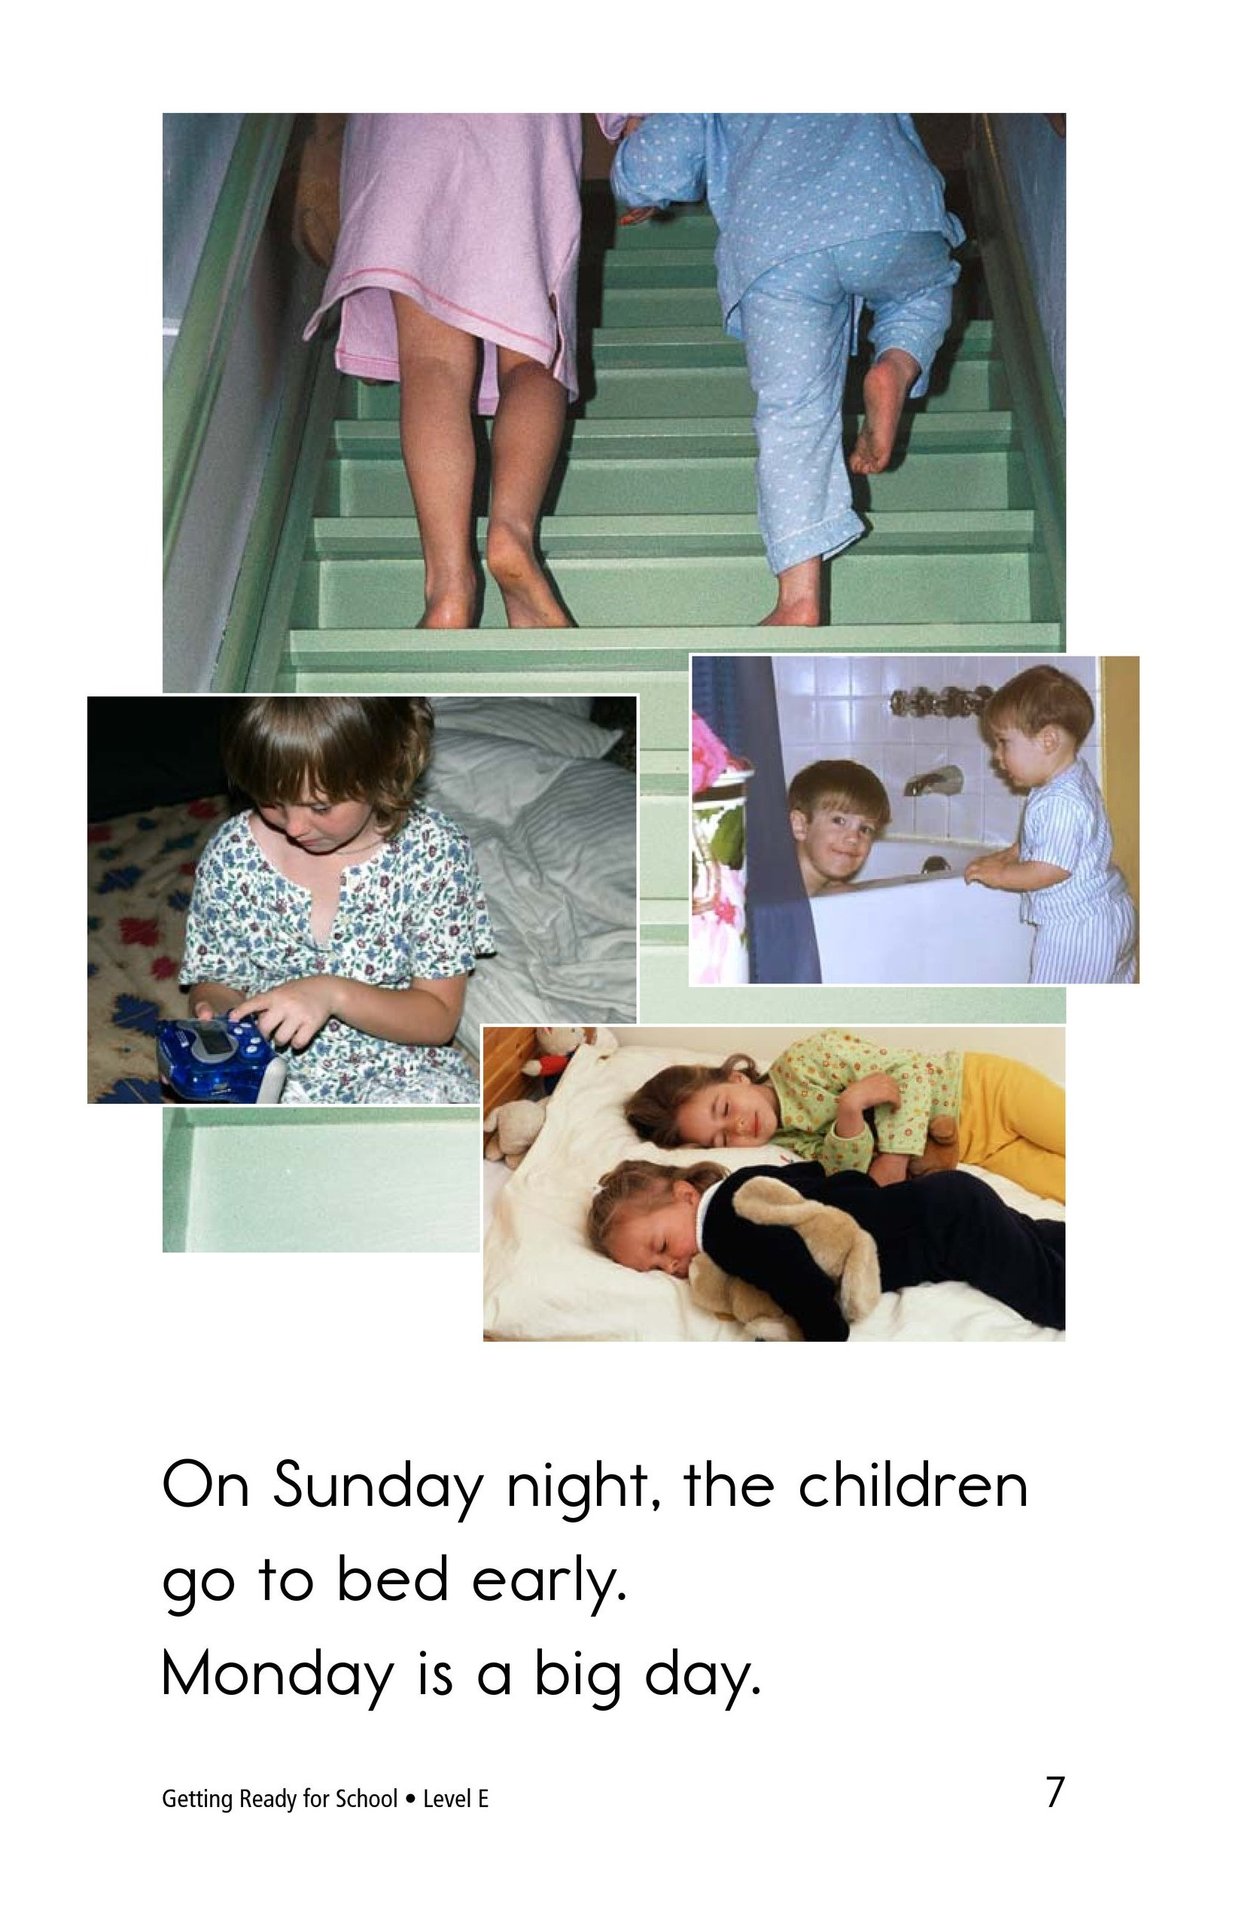 On Sunday night, the children
go to bed early.
Monday is a big day.
Getting Ready for School • Level E
7